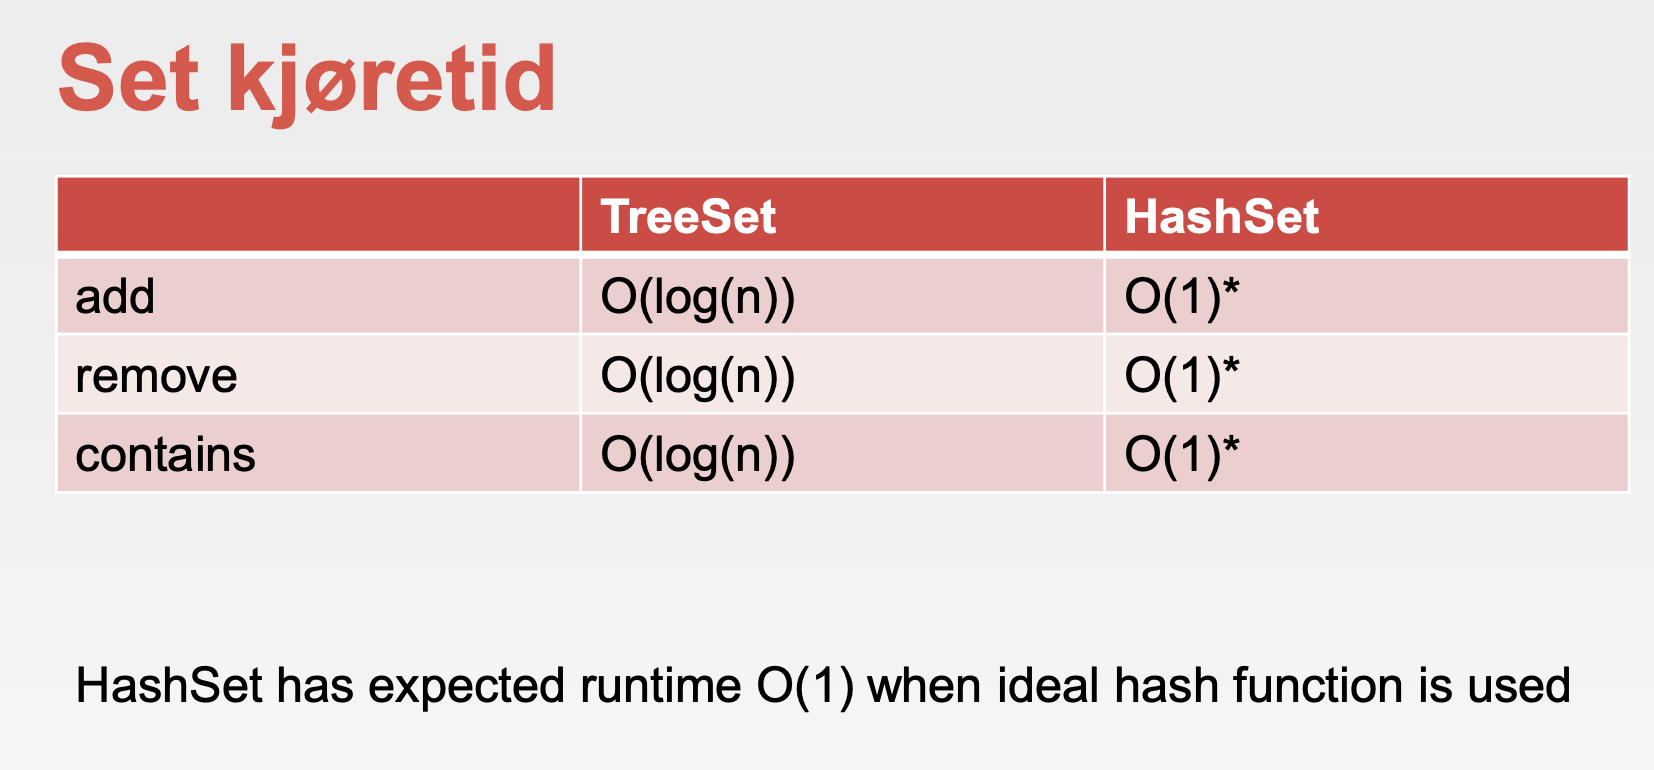 Set kjøretid
TreeSet HashSet
add O(log(n)) O(1)*
remove O(log(n)) O(1)*
contains O(log(n)) O(1)*
HashSet has expected runtime O(1) when ideal hash function is used